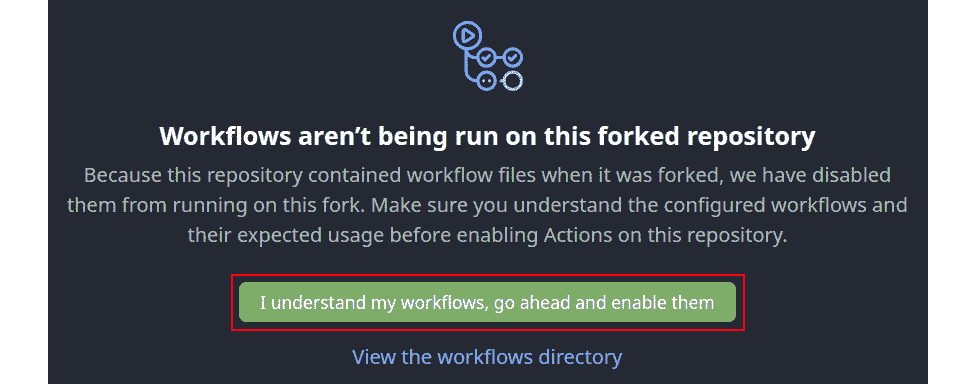 Workflows aren’t being run on this forked repository
Because this repository contained workflow files when it was forked, we have disabled
them from running on this fork. Make sure you understand the configured workflows and
their expected usage before enabling Actions on this repository.
I understand my workflows, go ahead and enable them
View the workflows directory